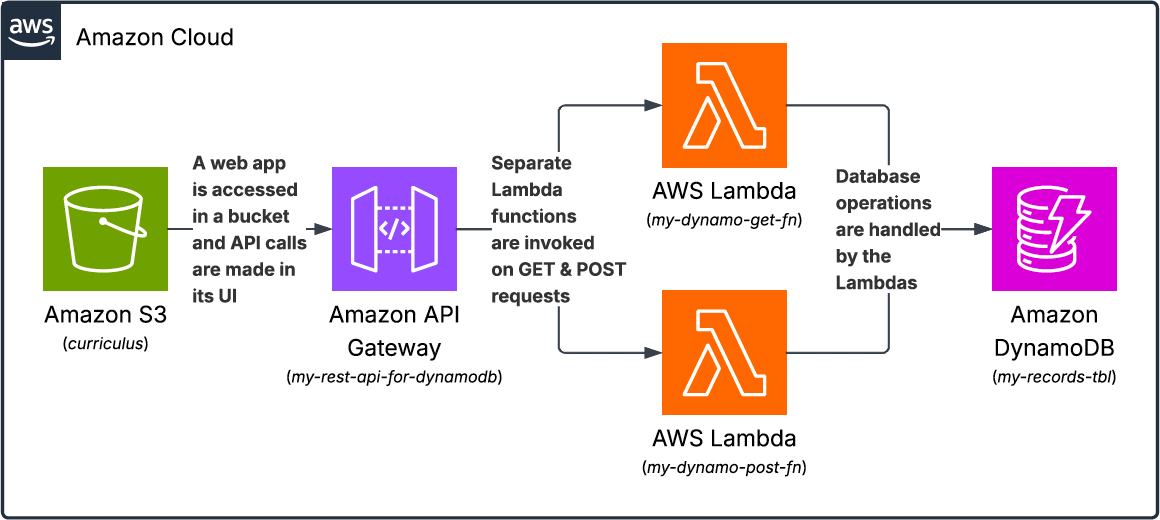 aws
Amazon Cloud
A web app
is accessed
in a bucket
and API calls
are made in
its UI
Amazon S3
(curriculus)
</>
Amazon API
Gateway
(my-rest-api-for-dynamodb)
Separate
Lambda
functions
are invoked
on GET & POST
requests
AWS Lambda
(my-dynamo-get-fn)
AWS Lambda
(my-dynamo-post-fn)
Database
operations
are handled
by the
Lambdas
Amazon
DynamoDB
(my-records-tbl)